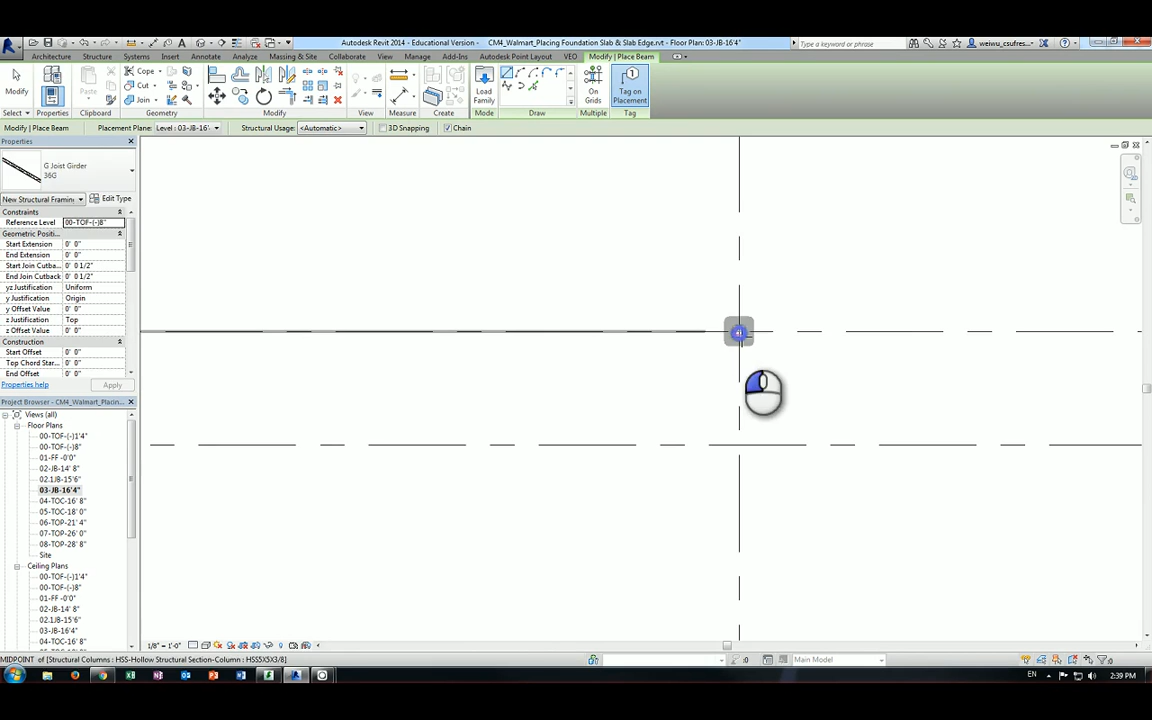 Autodesk Revit 2014 - Educational Version - CM4_Walmart_Placing Foundation Slab & Slab Edge.rvt - Floor Plan: 03-JB-16'4"
Type a keyword or phrase
weiwu_csufres...
Architecture Structure Systems Insert Annotate Analyze Massing & Site Collaborate View Manage Add-Ins Autodesk Point Layout VEO Modify | Place Beam
Modify
Properties
Paste
Cope
Cut
Join
Load
Family
On
Grids
Tag on
Placement
Select Properties Clipboard Geometry Modify View Measure Create Mode Draw Multiple Tag
Modify | Place Beam Placement Plane: Level : 03-JB-16' Structural Usage: <Automatic> 3D Snapping Chain
Properties
G Joist Girder
36G
New Structural Framing Edit Type
Constraints
Reference Level 00-TOF-(-)8"
Geometric Positi...
Start Extension 0' 0"
End Extension 0' 0"
Start Join Cutba... 0' 0 1/2"
End Join Cutback 0' 0 1/2"
yz Justification Uniform
y Justification Origin
y Offset Value 0' 0"
z Justification Top
z Offset Value 0' 0"
Construction
Start Offset 0' 0"
Top Chord Star... 0' 0"
End Offset 0' 0"
Properties help Apply
Project Browser - CM4_Walmart_Placin...
Views (all)
Floor Plans
00-TOF-(-)1'4"
00-TOF-(-)8"
01-FF -0'0"
02-JB-14' 8"
02.1JB-15'6"
03-JB-16'4"
04-TOC-16' 8"
05-TOC-18' 0"
06-TOP-21' 4"
07-TOP-26' 0"
08-TOP-28' 8"
Site
Ceiling Plans
00-TOF-(-)1'4"
00-TOF-(-)8"
01-FF -0'0"
02-JB-14' 8"
02.1JB-15'6"
03-JB-16'4"
04-TOC-16' 8"
1/8" = 1'-0"
MIDPOINT of [Structural Columns : HSS-Hollow Structural Section-Column : HSS5X5X3/8]
:0
Main Model
:0
EN
2:39 PM